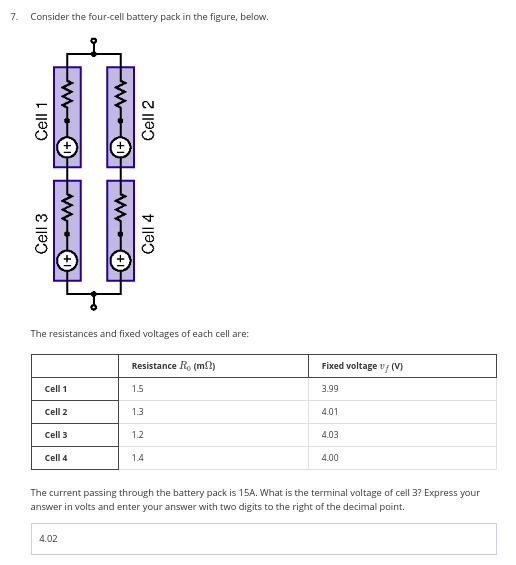 7. Consider the four-cell battery pack in the figure, below.
Cell 1
Cell 2
Cell 3
Cell 4
The resistances and fixed voltages of each cell are:
Resistance R₀ (mΩ) Fixed voltage v_f (V)
Cell 1 1.5 3.99
Cell 2 1.3 4.01
Cell 3 1.2 4.03
Cell 4 1.4 4.00
The current passing through the battery pack is 15A. What is the terminal voltage of cell 3? Express your
answer in volts and enter your answer with two digits to the right of the decimal point.
4.02